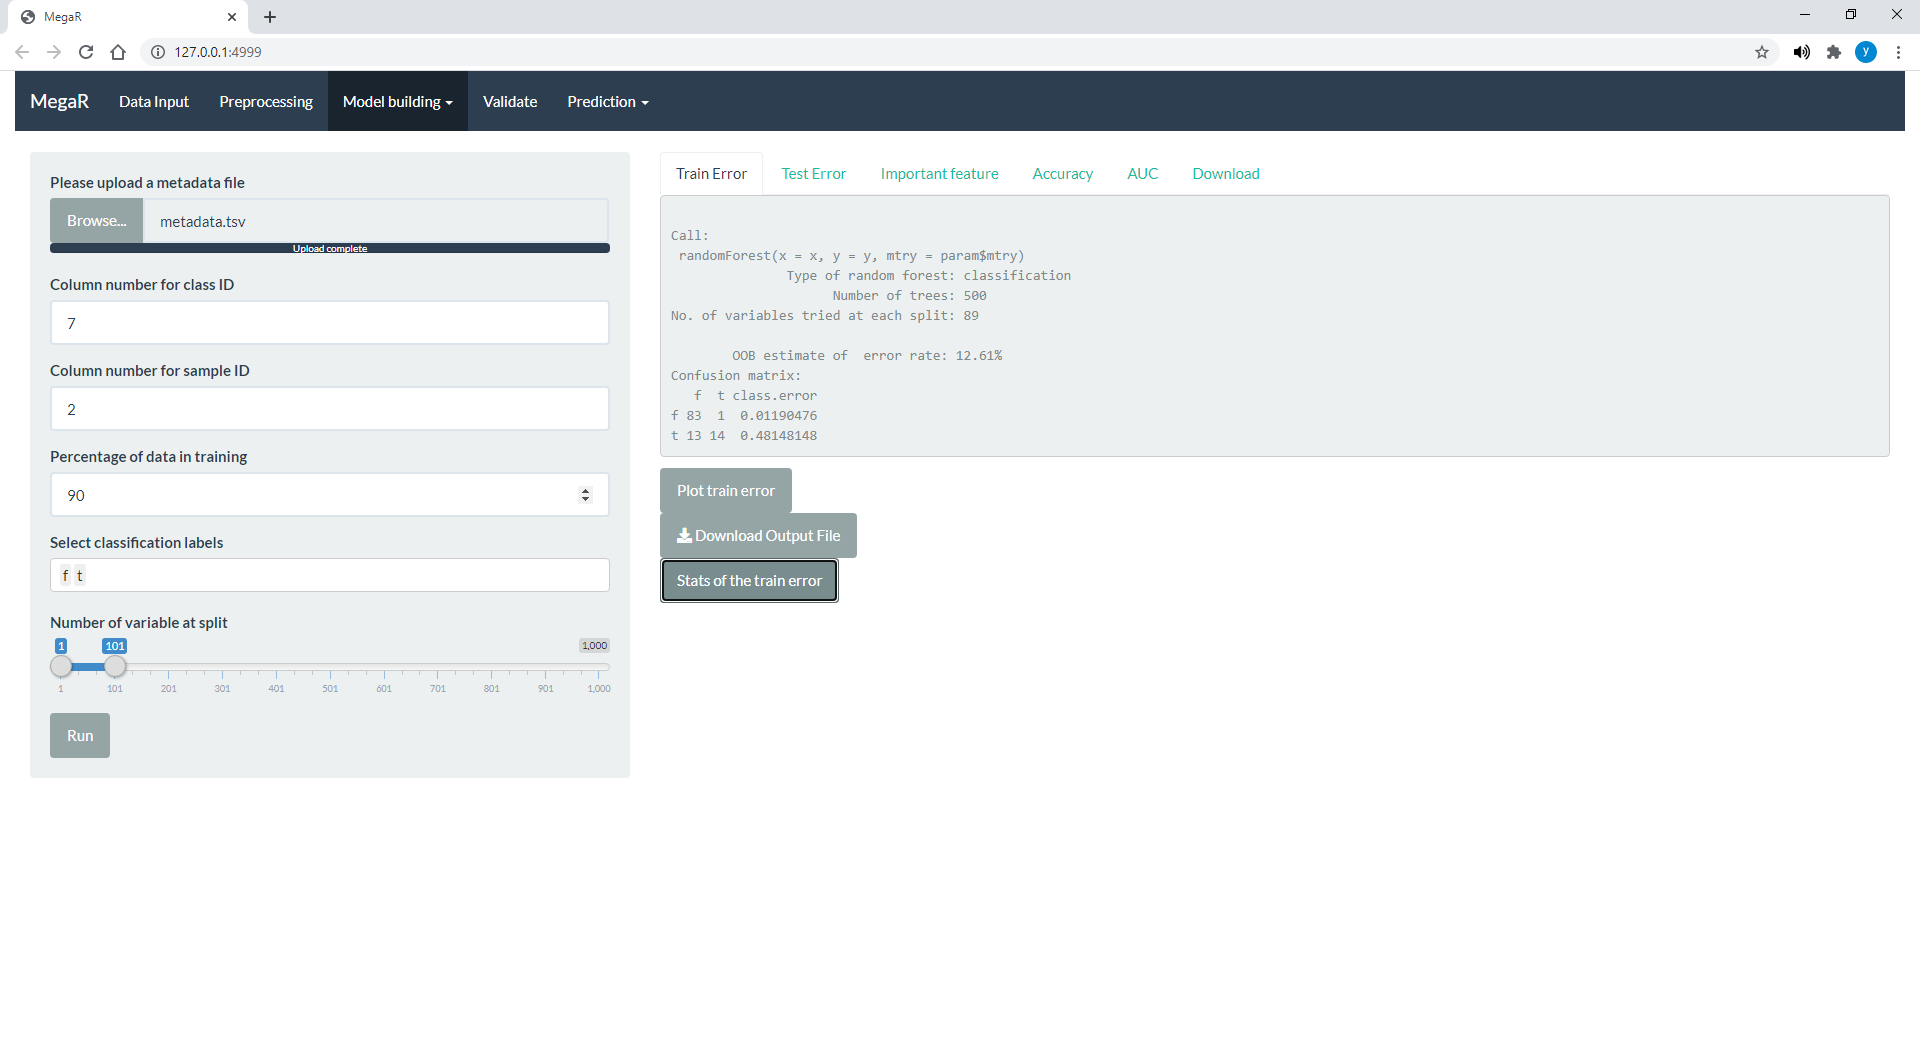 MegaR
127.0.0.1:4999
y
MegaR Data Input Preprocessing Model building Validate Prediction
Please upload a metadata file
Browse... metadata.tsv
Upload complete
Column number for class ID
7
Column number for sample ID
2
Percentage of data in training
90
Select classification labels
f t
Number of variable at split
1 101 1,000
1 101 201 301 401 501 601 701 801 901 1,000
Run
Train Error Test Error Important feature Accuracy AUC Download
Call:
randomForest(x = x, y = y, mtry = param$mtry)
Type of random forest: classification
Number of trees: 500
No. of variables tried at each split: 89
OOB estimate of  error rate: 12.61%
Confusion matrix:
f  t class.error
f 83  1  0.01190476
t 13 14  0.48148148
Plot train error
Download Output File
Stats of the train error